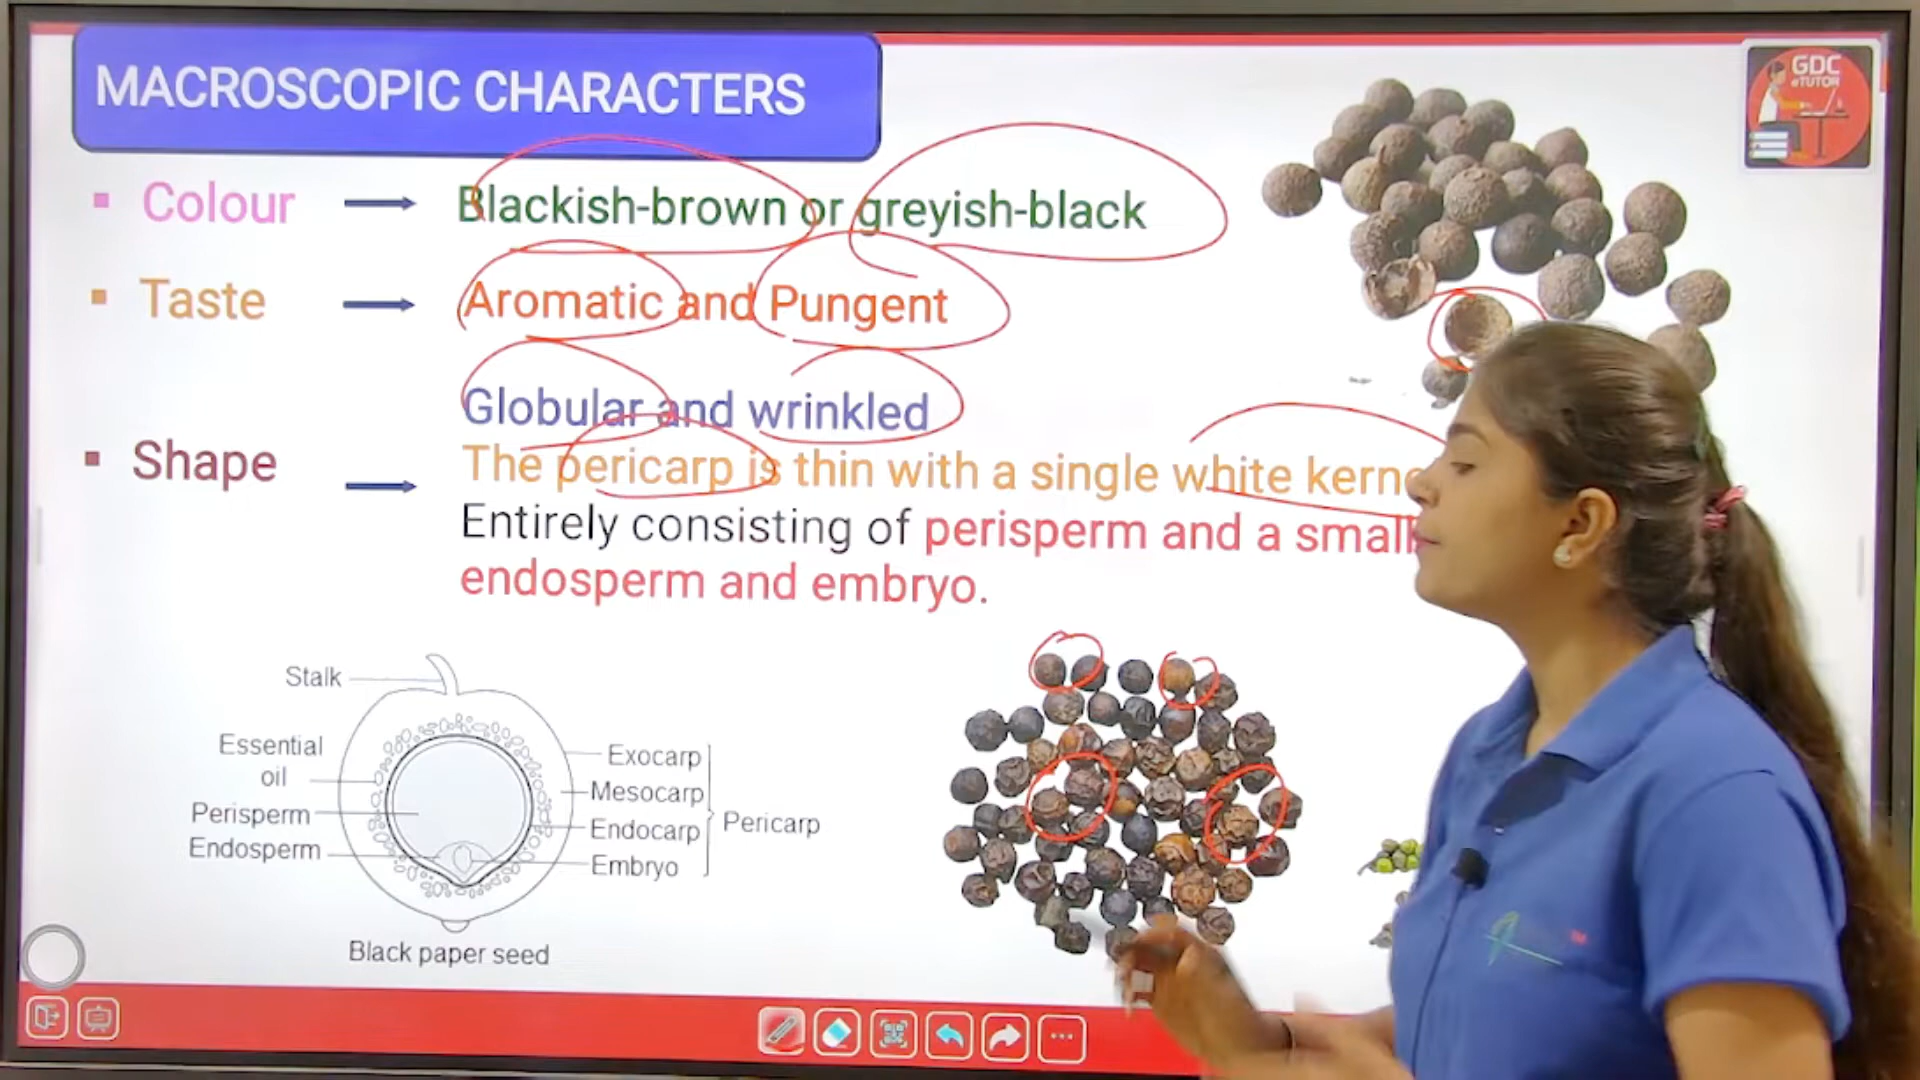 MACROSCOPIC CHARACTERS
GDC
eTUTOR
Colour
Blackish-brown or greyish-black
Taste
Aromatic and Pungent
Globular and wrinkled
Shape
The pericarp is thin with a single white
Entirely consisting of perisperm and a small
endosperm and embryo.
Stalk
Essential
oil
Perisperm
Endosperm
Exocarp
Mesocarp
Endocarp
Embryo
Pericarp
Black paper seed